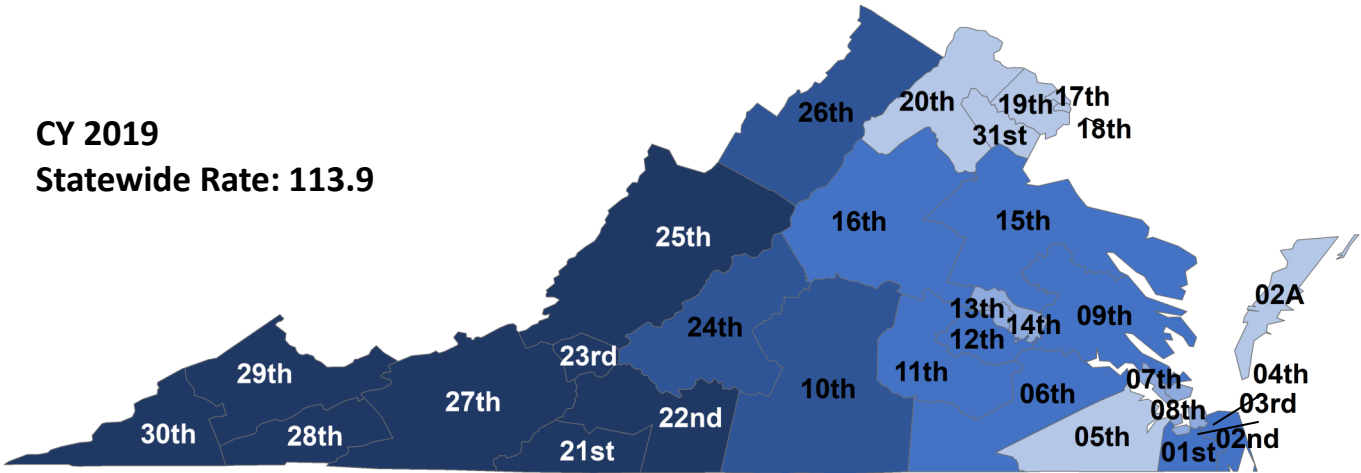 CY 2019
Statewide Rate: 113.9
26th
20th
19th
17th
31st
18th
25th
16th
15th
02A
24th
13th
14th
09th
12th
23rd
29th
11th
07th
04th
27th
10th
06th
03rd
08th
22nd
30th
28th
05th
02nd
21st
01st